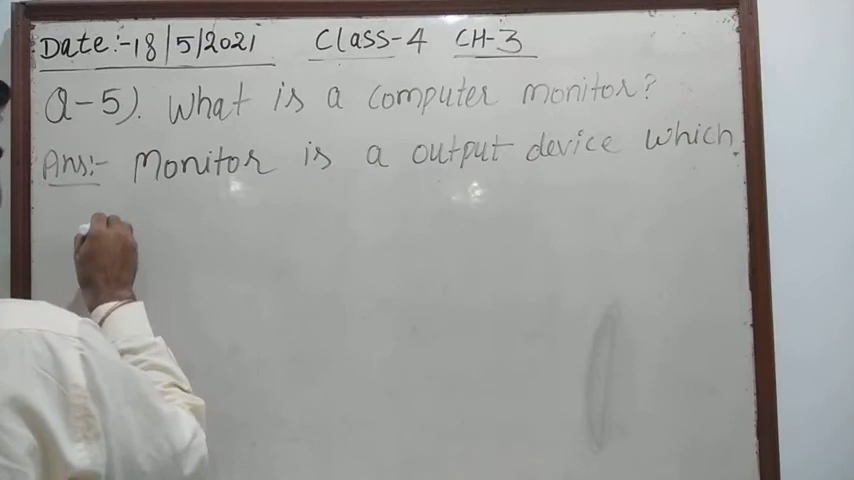 Date:-18/5/2021 Class-4 CH-3
Q-5). What is a computer monitor?
Ans:- Monitor is a output device which